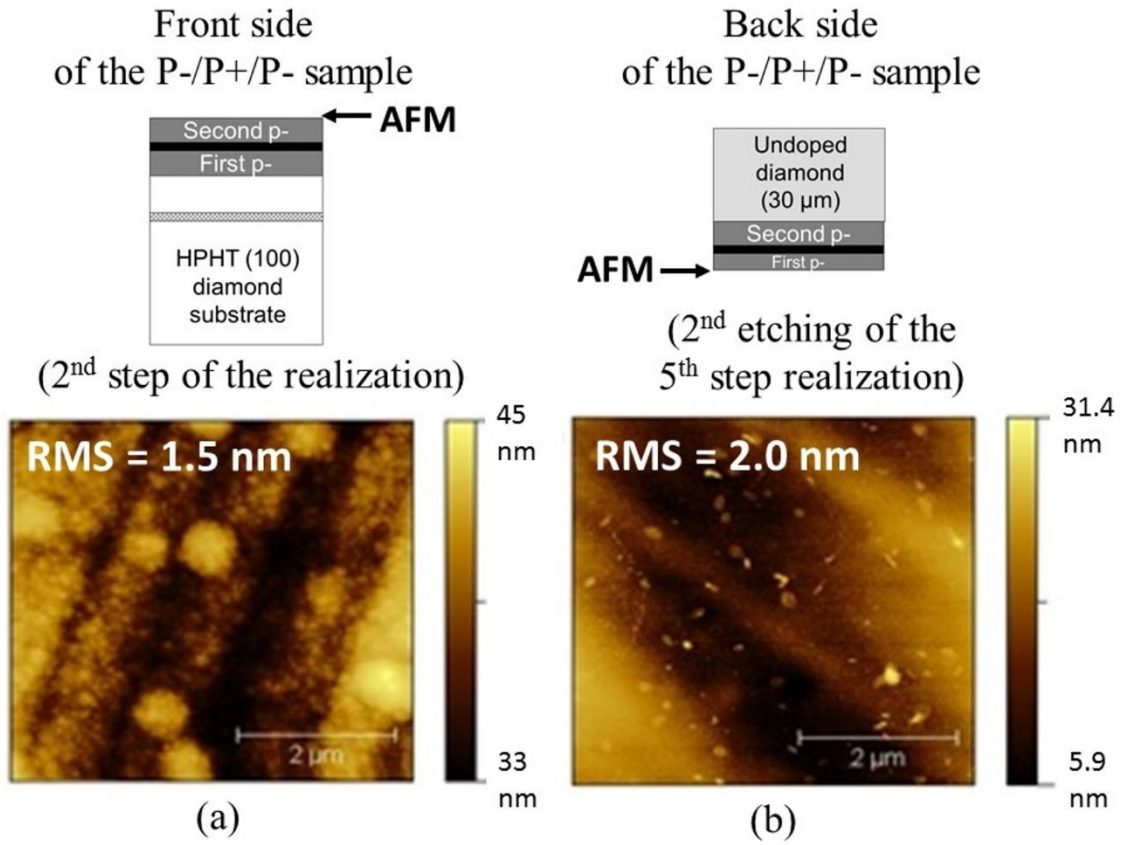 Front side
of the P-/P+/P- sample
AFM
Second p-
First p-
HPHT (100)
diamond
substrate
(2nd step of the realization)
RMS = 1.5 nm
2 μm
45
nm
33
nm
(a)
Back side
of the P-/P+/P- sample
Undoped
diamond
(30 μm)
Second p-
First p-
AFM
(2nd etching of the
5th step realization)
RMS = 2.0 nm
2 μm
31.4
nm
5.9
nm
(b)